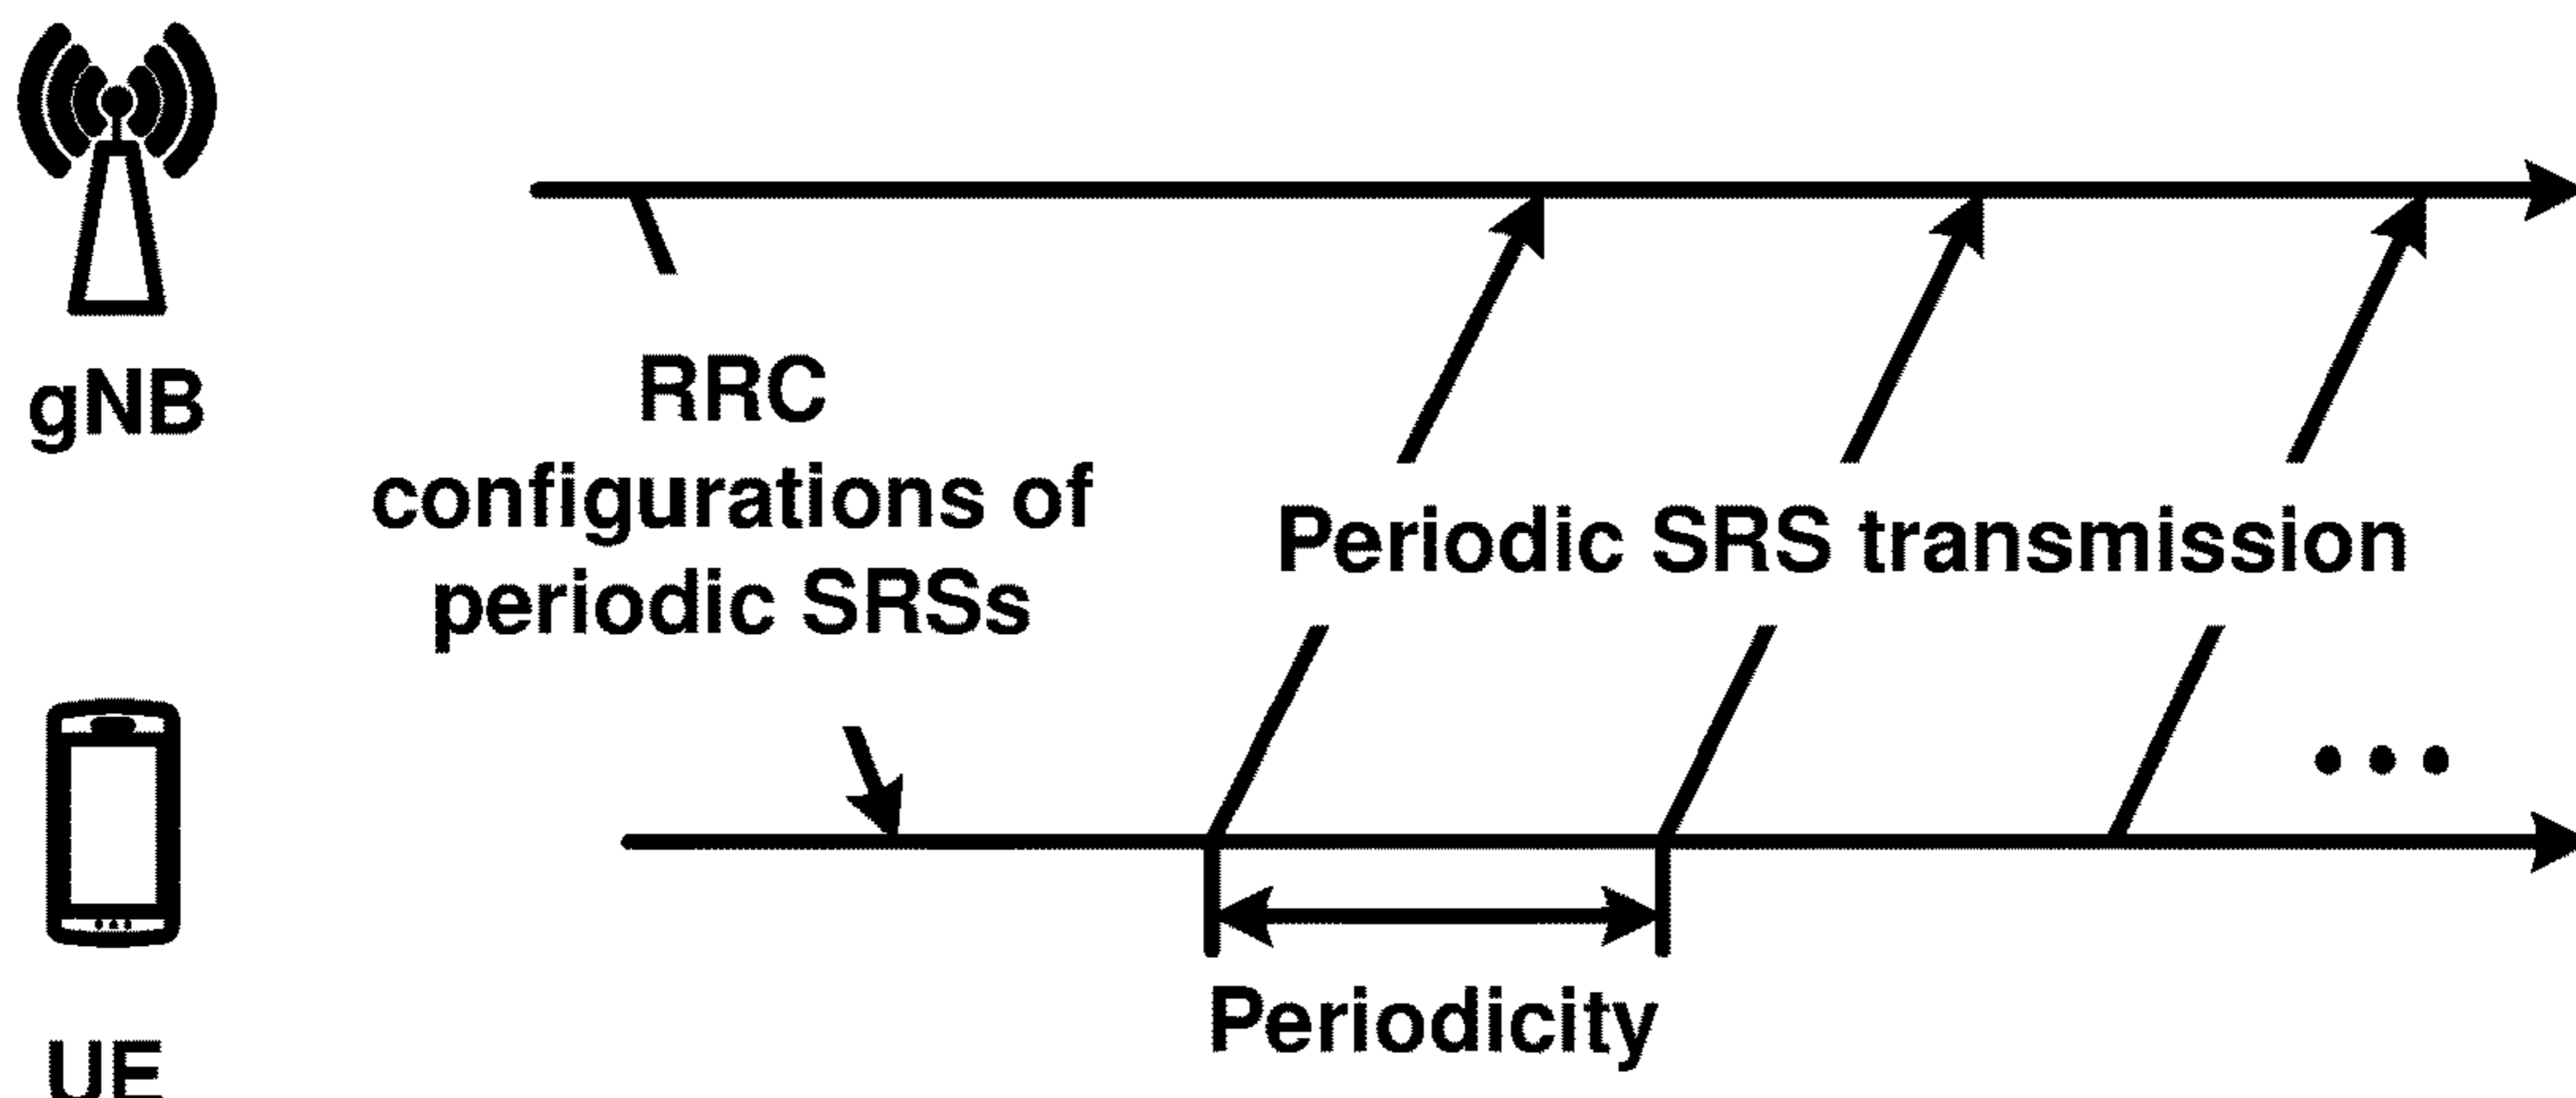 gNB
RRC
configurations of
periodic SRSs
Periodic SRS transmission
Periodicity
UE